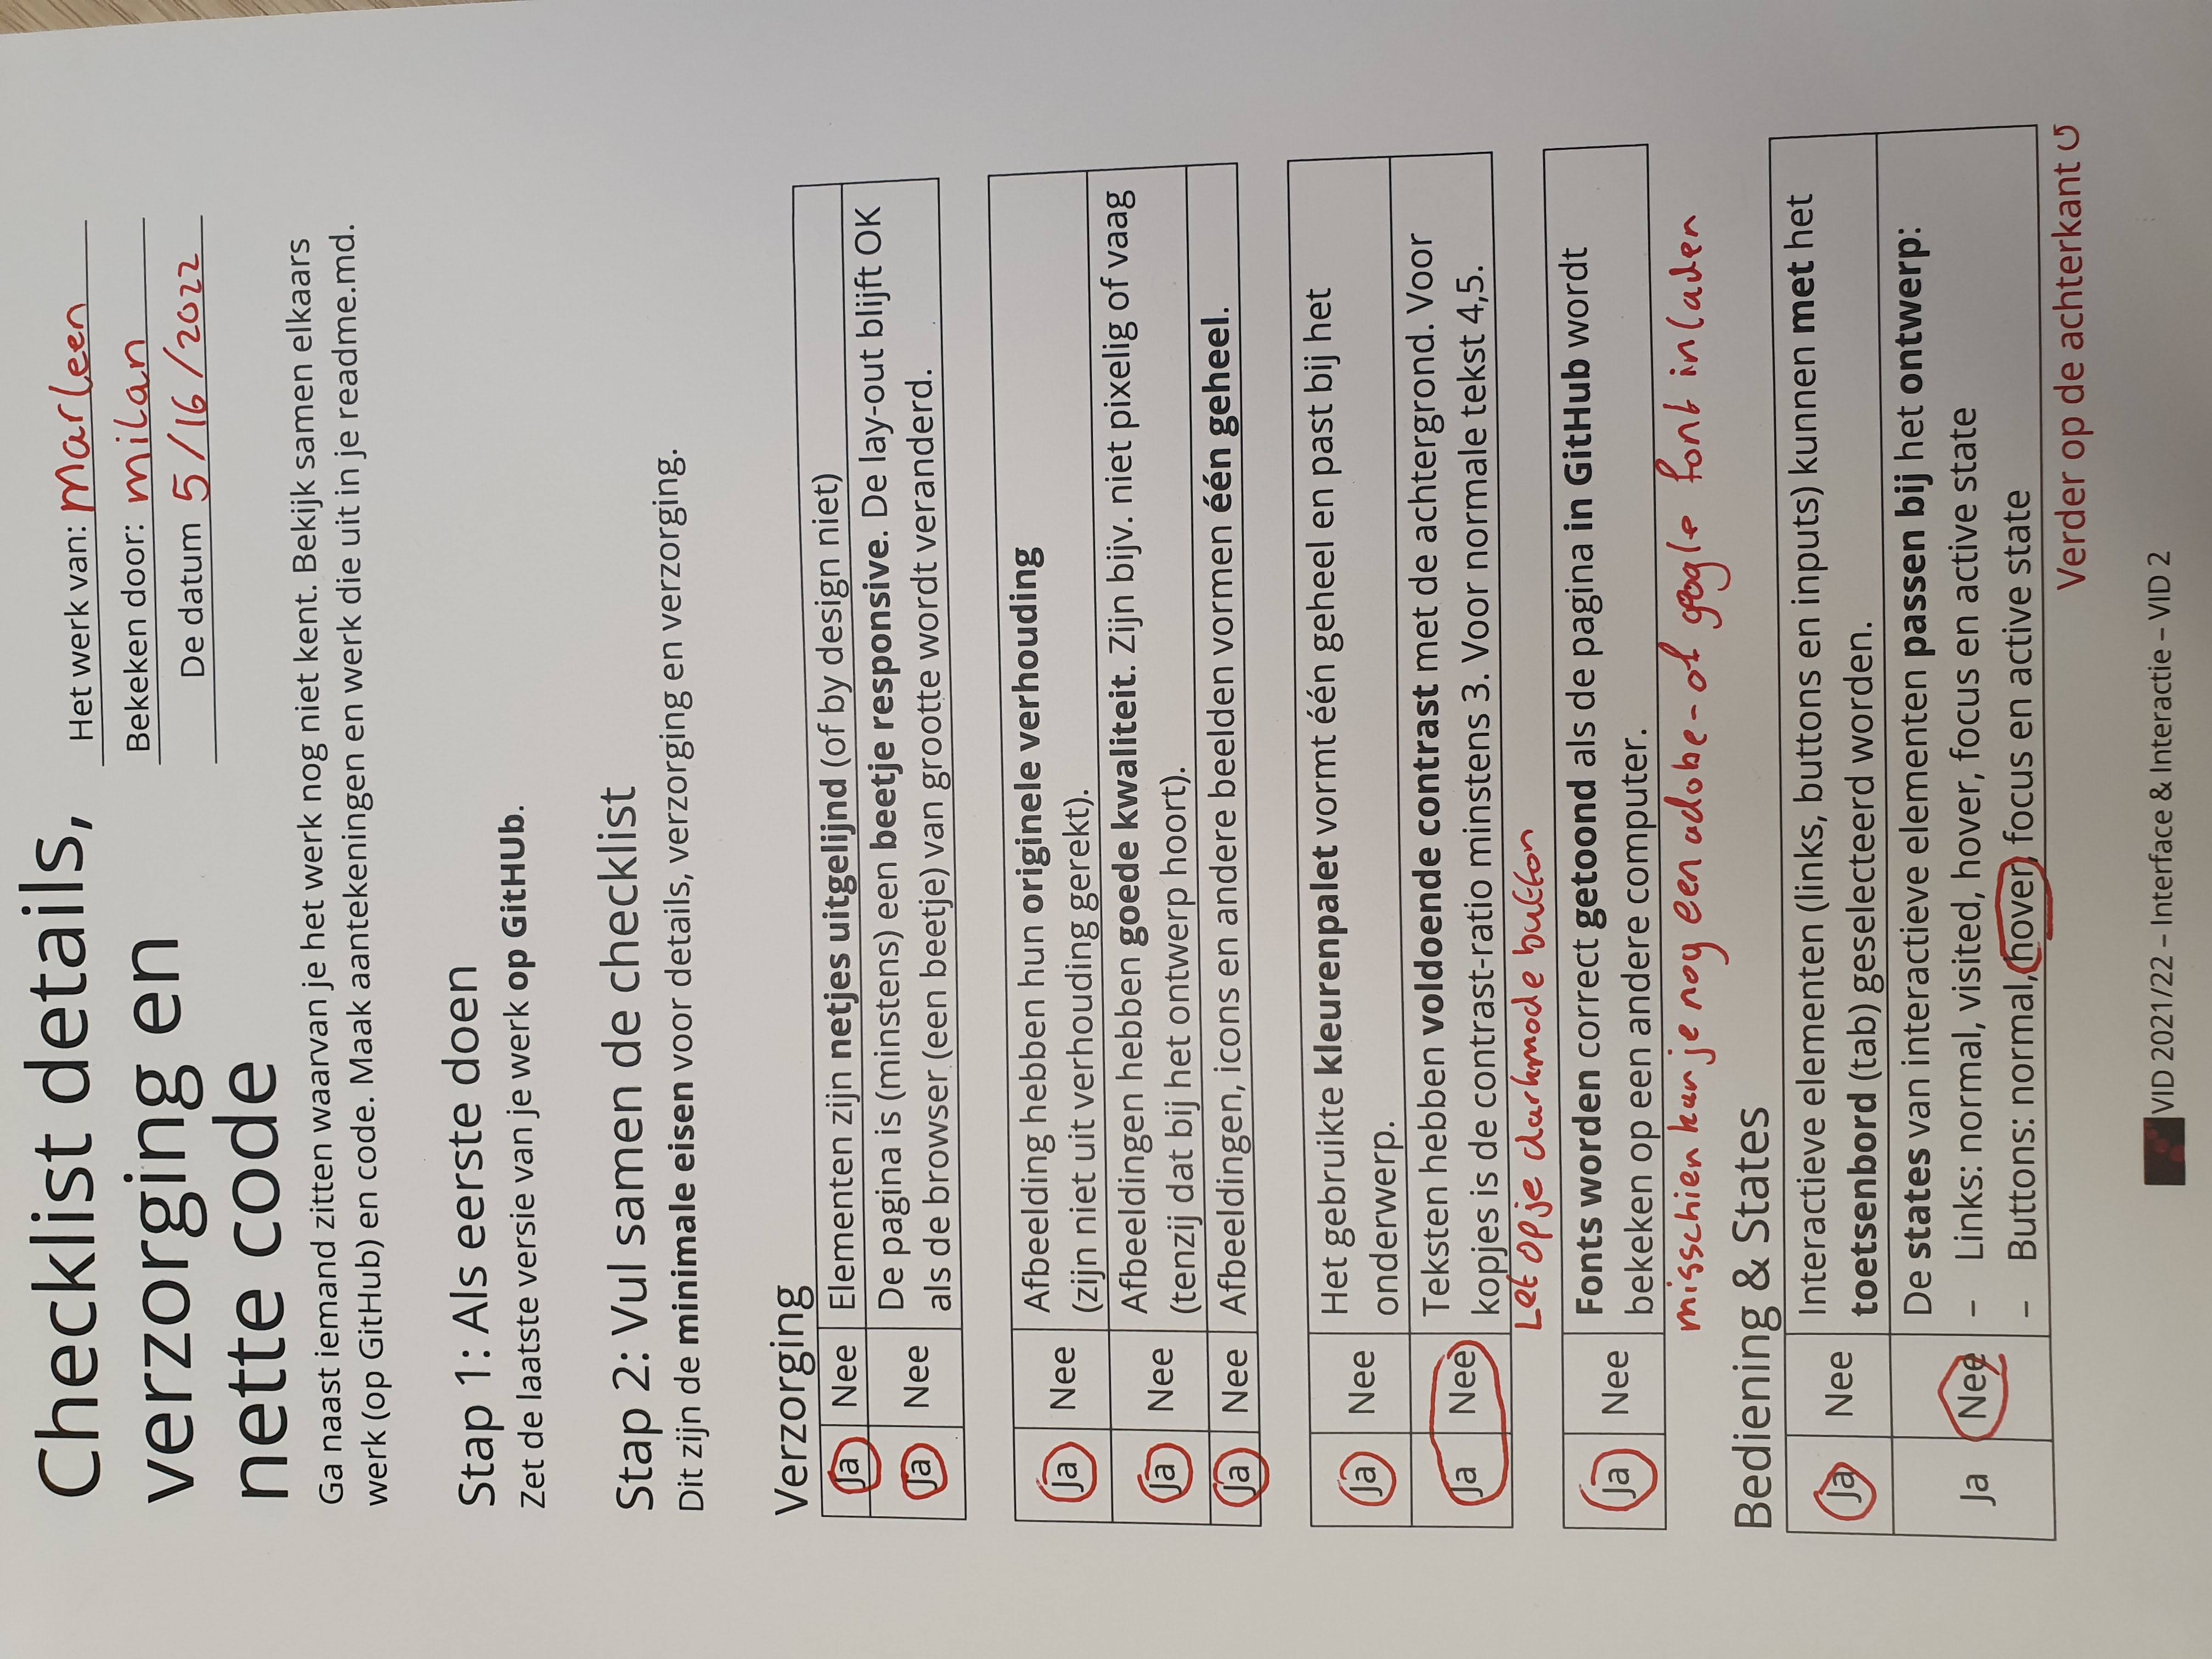 Checklist details,
verzorging en
nette code
Het werk van: Marleen
Bekeken door: milan
De datum 5/16/2022
Ga naast iemand zitten waarvan je het werk nog niet kent. Bekijk samen elkaars
werk (op GitHub) en code. Maak aantekeningen en werk die uit in je readme.md.
Stap 1: Als eerste doen
Zet de laatste versie van je werk op GitHUb.
Stap 2: Vul samen de checklist
Dit zijn de minimale eisen voor details, verzorging en verzorging.
Verzorging
Ja Nee Elementen zijn netjes uitgelijnd (of by design niet)
Ja Nee De pagina is (minstens) een beetje responsive. De lay-out blijft OK
als de browser (een beetje) van grootte wordt veranderd.
Ja Nee Afbeelding hebben hun originele verhouding
(zijn niet uit verhouding gerekt).
Ja Nee Afbeeldingen hebben goede kwaliteit. Zijn bijv. niet pixelig of vaag
(tenzij dat bij het ontwerp hoort).
Ja Nee Afbeeldingen, icons en andere beelden vormen één geheel.
Ja Nee Het gebruikte kleurenpalet vormt één geheel en past bij het
onderwerp.
Ja Nee Teksten hebben voldoende contrast met de achtergrond. Voor
kopjes is de contrast-ratio minstens 3. Voor normale tekst 4,5.
Let op je darkmode button
Ja Nee Fonts worden correct getoond als de pagina in GitHub wordt
bekeken op een andere computer.
misschien kun je nog een adobe- of google font inladen
Bediening & States
Ja Nee Interactieve elementen (links, buttons en inputs) kunnen met het
toetsenbord (tab) geselecteerd worden.
Ja Nee De states van interactieve elementen passen bij het ontwerp:
– Links: normal, visited, hover, focus en active state
– Buttons: normal, hover, focus en active state
Verder op de achterkant ↺
VID 2021/22 – Interface & Interactie – VID 2